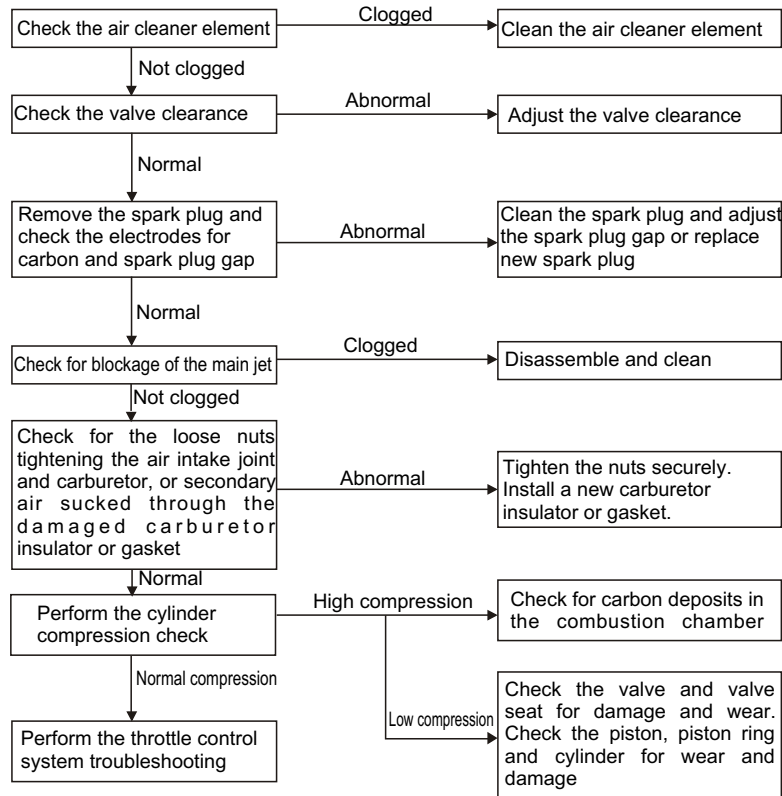 Check the air cleaner element
Clogged
Clean the air cleaner element
Not clogged
Check the valve clearance
Abnormal
Adjust the valve clearance
Normal
Remove the spark plug and
check the electrodes for
carbon and spark plug gap
Abnormal
Clean the spark plug and adjust
the spark plug gap or replace
new spark plug
Normal
Check for blockage of the main jet
Clogged
Disassemble and clean
Not clogged
Check for the loose nuts
tightening the air intake joint
and carburetor, or secondary
air sucked through the
damaged carburetor
insulator or gasket
Abnormal
Tighten the nuts securely.
Install a new carburetor
insulator or gasket.
Normal
Perform the cylinder
compression check
High compression
Check for carbon deposits in
the combustion chamber
Normal compression
Low compression
Check the valve and valve
seat for damage and wear.
Check the piston, piston ring
and cylinder for wear and
damage
Perform the throttle control
system troubleshooting